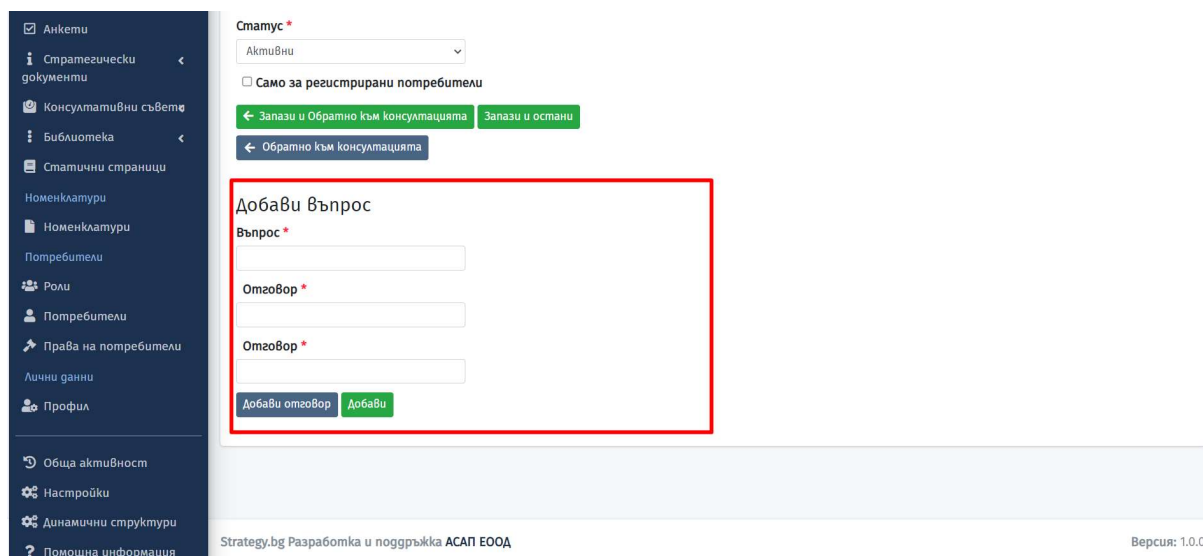 Анкети
Стратегически
документи
Консултативни съвети
Библиотека
Статични страници
Номенклатури
Номенклатури
Потребители
Роли
Потребители
Права на потребители
Лични данни
Профил
Обща активност
Настройки
Динамични структури
Помощна информация
Статус *
Активни
Само за регистрирани потребители
Запази и Обратно към консултацията
Запази и остани
Обратно към консултацията
Добави Въпрос
Въпрос *
Отговор *
Отговор *
Добави отговор
Добави
Strategy.bg Разработка и поддръжка АСАП ЕООД
Версия: 1.0.0